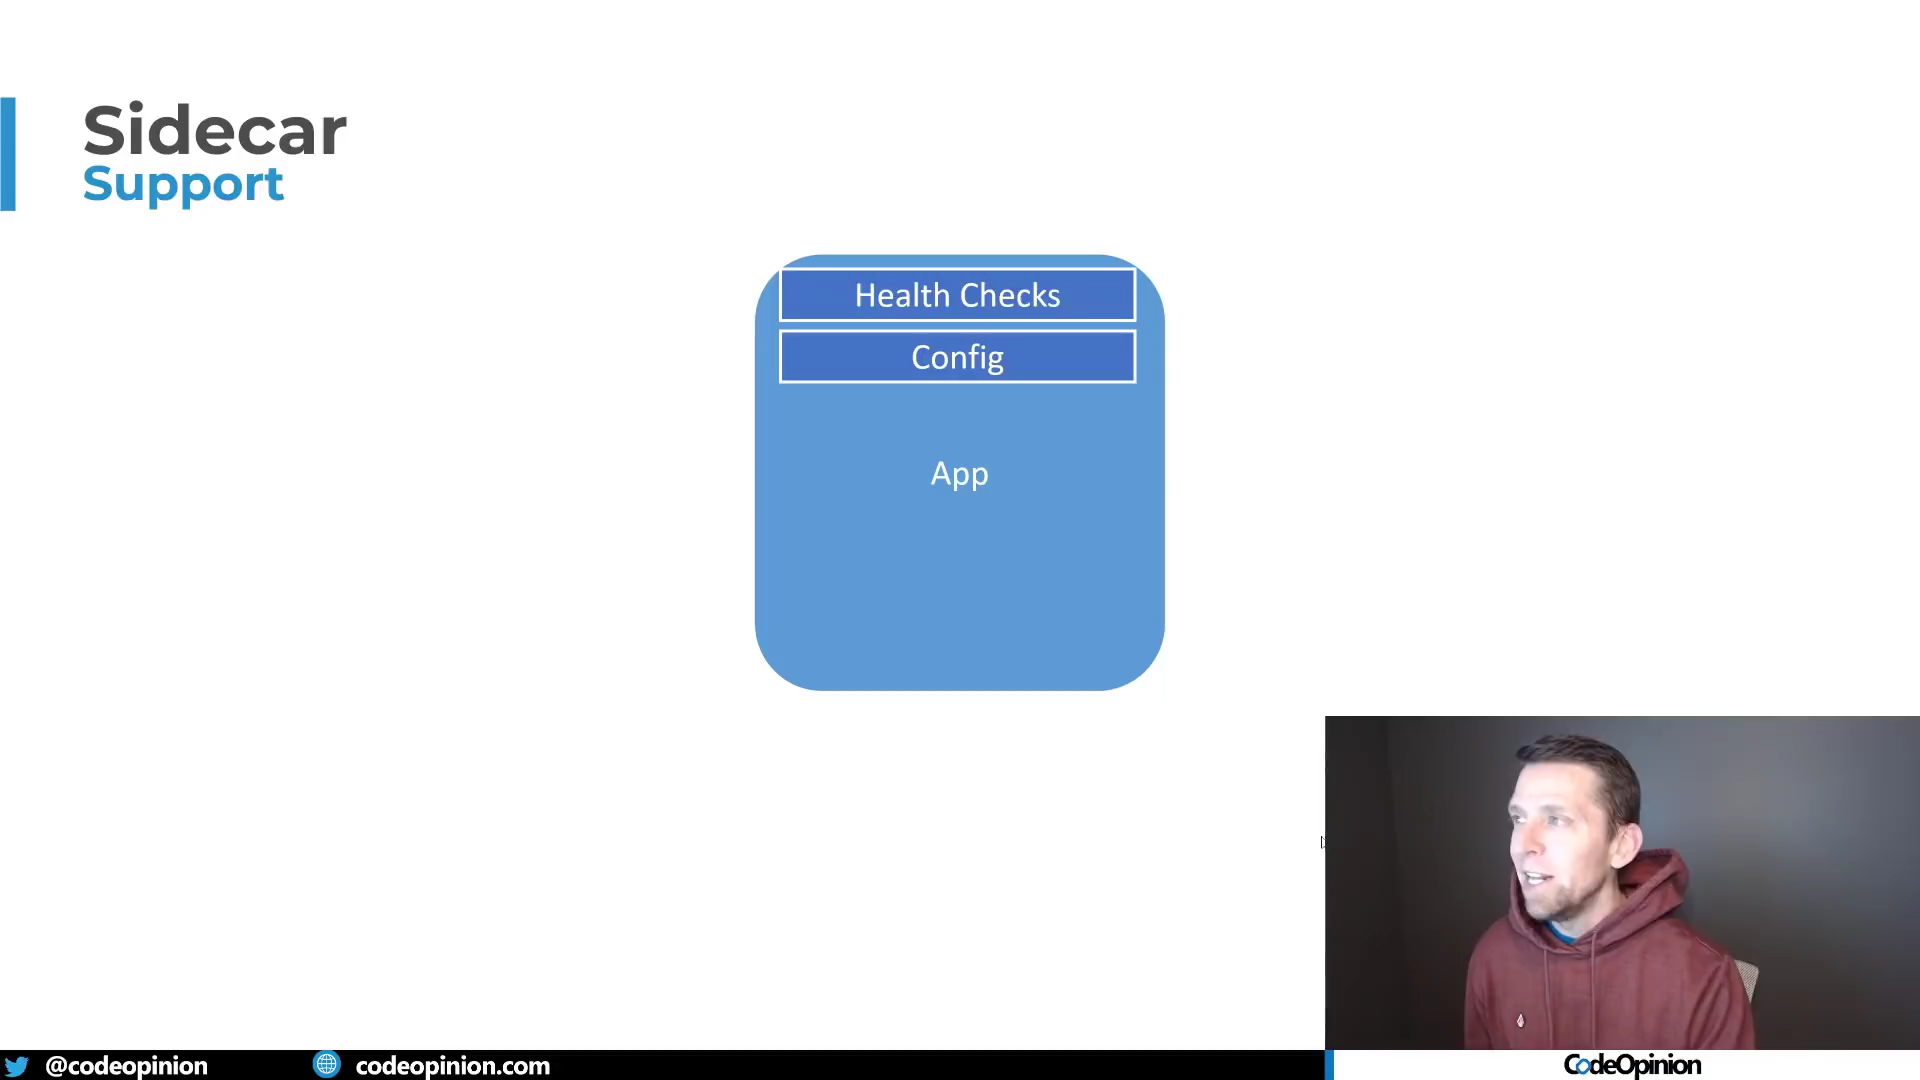 Sidecar
Support
Health Checks
Config
App
@codeopinion
codeopinion.com
CodeOpinion